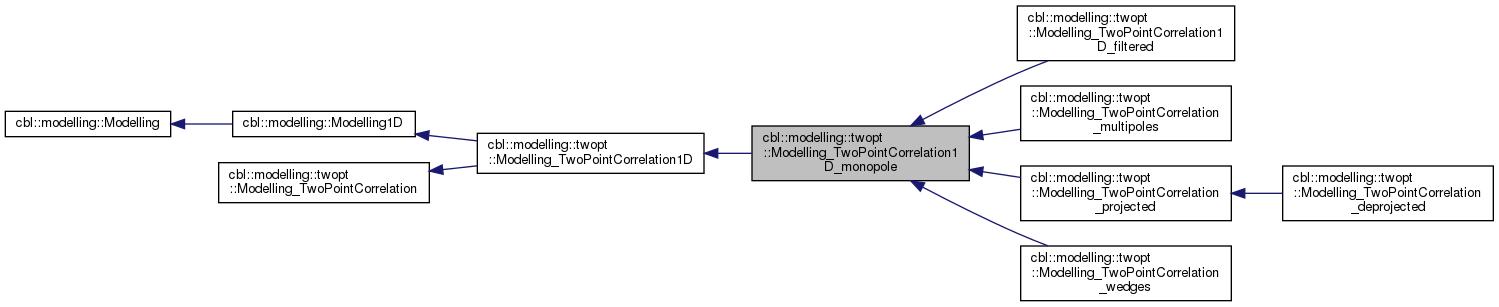 cbl::modelling::Modelling
cbl::modelling::Modelling1D
cbl::modelling::twopt
::Modelling_TwoPointCorrelation
cbl::modelling::twopt
::Modelling_TwoPointCorrelation1D
cbl::modelling::twopt
::Modelling_TwoPointCorrelation1
D_monopole
cbl::modelling::twopt
::Modelling_TwoPointCorrelation1
D_filtered
cbl::modelling::twopt
::Modelling_TwoPointCorrelation
_multipoles
cbl::modelling::twopt
::Modelling_TwoPointCorrelation
_projected
cbl::modelling::twopt
::Modelling_TwoPointCorrelation
_deprojected
cbl::modelling::twopt
::Modelling_TwoPointCorrelation
_wedges